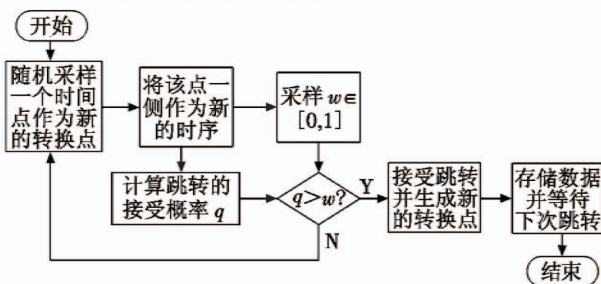 开始
随机采样
一个时间
点作为新
的转换点
将该点一
侧作为新
的时序
采样 w∈
[0,1]
计算跳转的
接受概率 q
q>w?
Y
N
接受跳转
并生成新
的转换点
存储数据
并等待
下次跳转
结束